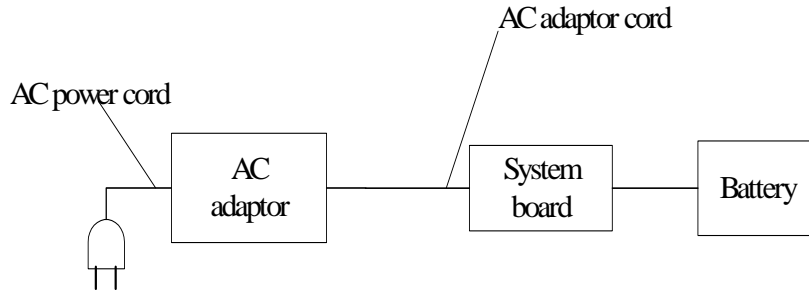 AC adaptor cord
AC power cord
AC
adaptor
System
board
Battery